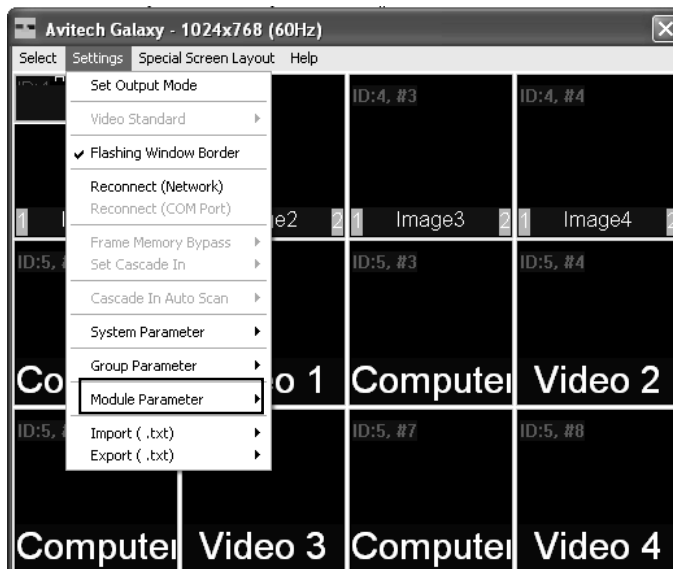 Avitech Galaxy - 1024x768 (60Hz)
Select Settings Special Screen Layout Help
Set Output Mode
Video Standard
Flashing Window Border
Reconnect (Network)
Reconnect (COM Port)
Frame Memory Bypass
Set Cascade In
Cascade In Auto Scan
System Parameter
Group Parameter
Module Parameter
Import ( .txt)
Export ( .txt)
ID:4, #3 ID:4, #4
1 2 1 Image3 2 1 Image4
ID:5, ID:5, #3 ID:5, #4
Co o 1 Computer Video 2
ID:5, ID:5, #7 ID:5, #8
Computer Video 3 Computer Video 4